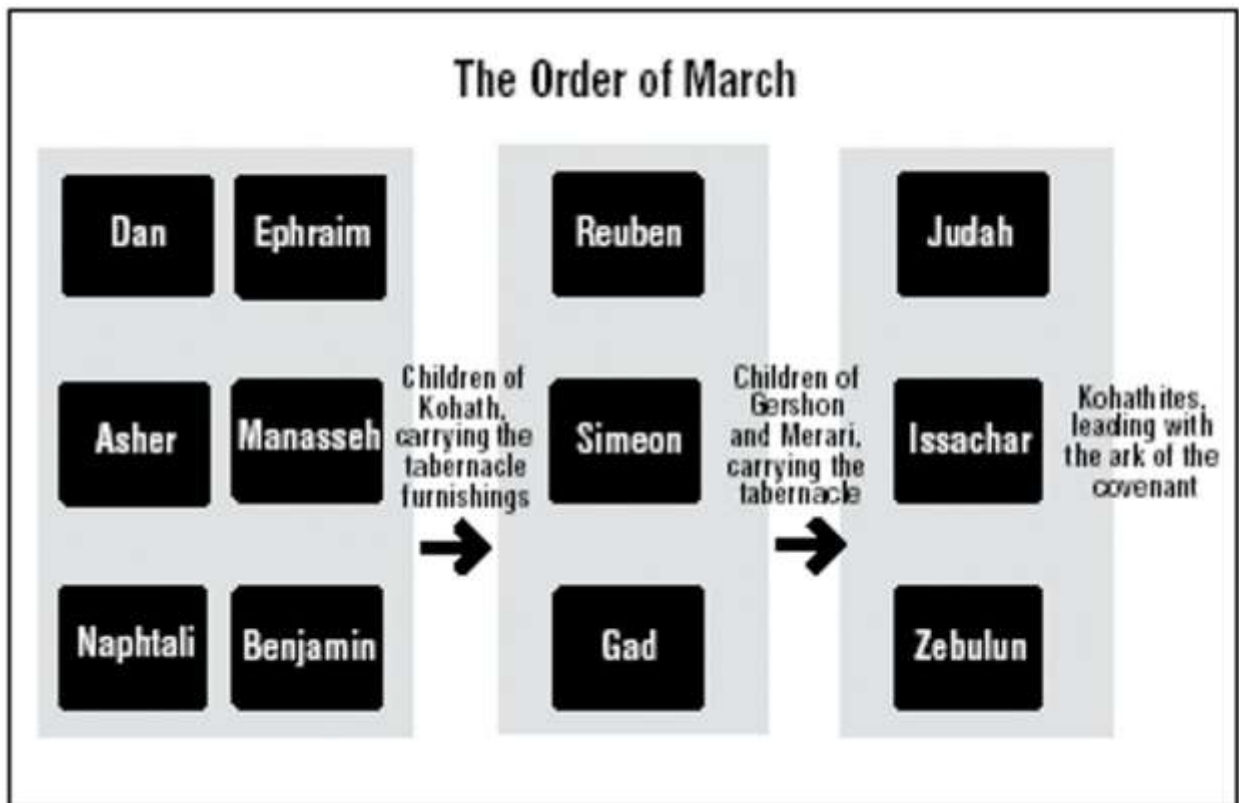 The Order of March
Dan
Ephraim
Asher
Manasseh
Naphtali
Benjamin
Children of
Kohath,
carrying the
tabernacle
furnishings
Reuben
Simeon
Gad
Children of
Gershon
and Merari,
carrying the
tabernacle
Judah
Issachar
Zebulun
Kohathites,
leading with
the ark of the
covenant